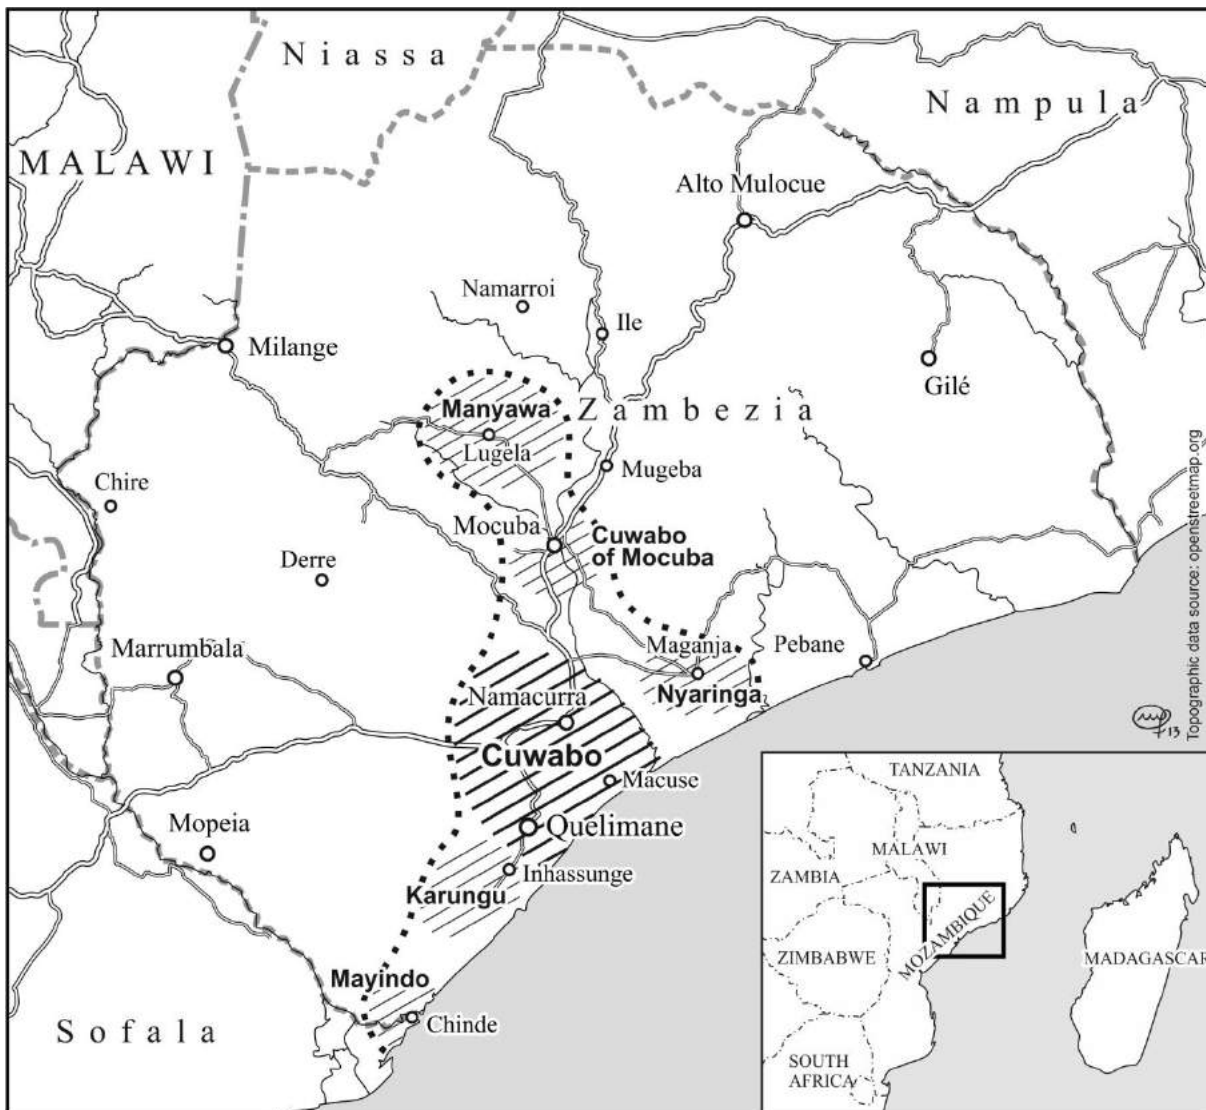 Niassa
Nampula
MALAWI
Alto Mulocue
Namarroi
Ile
Milange
Gilé
Manyawa
Zambezia
Lugela
Mugeba
Chire
Mocuba
Cuwabo
of Mocuba
Derre
Marrumbala
Maganja
Pebane
Nyaringa
Namacurra
Cuwabo
Macuse
Mopeia
Quelimane
Inhassunge
Karungu
Mayindo
Chinde
Sofala
Topographic data source: openstreetmap.org
13
TANZANIA
MALAWI
ZAMBIA
MOZAMBIQUE
ZIMBABWE
MADAGASCAR
SOUTH
AFRICA